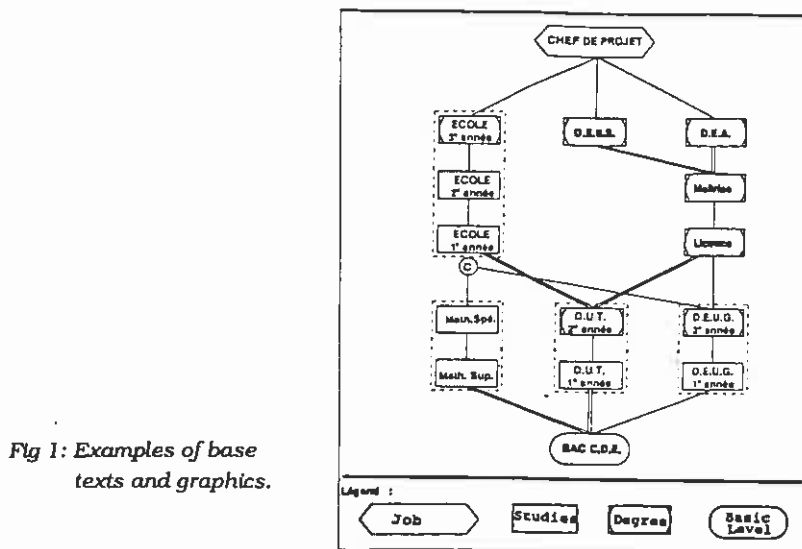 CHEF DE PROJET
ECOLE
3° année
D.E.A.
ECOLE
2° année
Maîtrise
ECOLE
1° année
Licence
C
Math.Spé.
D.U.T.
2° année
D.E.U.G.
2° année
Math. Sup.
D.U.T.
1° année
D.E.U.G.
1° année
BAC C.D.E.
Fig 1: Examples of base
texts and graphics.
Légend :
Job
Studies
Degree
Basic
Level